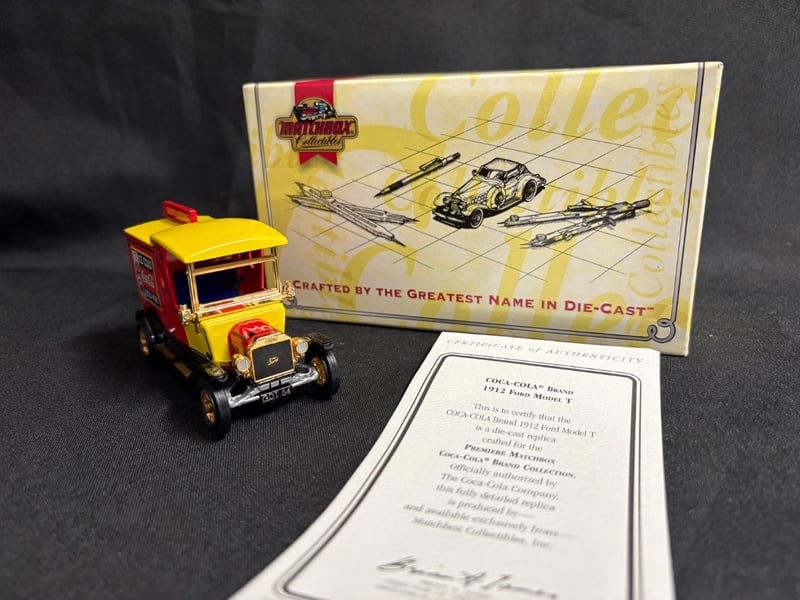 MATCHBOX
Collectibles
Collectibles
Collectibles
CRAFTED BY THE GREATEST NAME IN DIE-CAST™
CERTIFICATE of AUTHENTICITY
COCA-COLA® BRAND
1912 FORD MODEL T
This is to certify that the
COCA-COLA Brand 1912 Ford Model T
is a die-cast replica
crafted for the
PREMIERE MATCHBOX
COCA-COLA® BRAND COLLECTION.
Officially authorized by
The Coca-Cola Company,
this fully detailed replica
is produced by—
and available exclusively from—
Matchbox Collectibles, Inc.
Ford